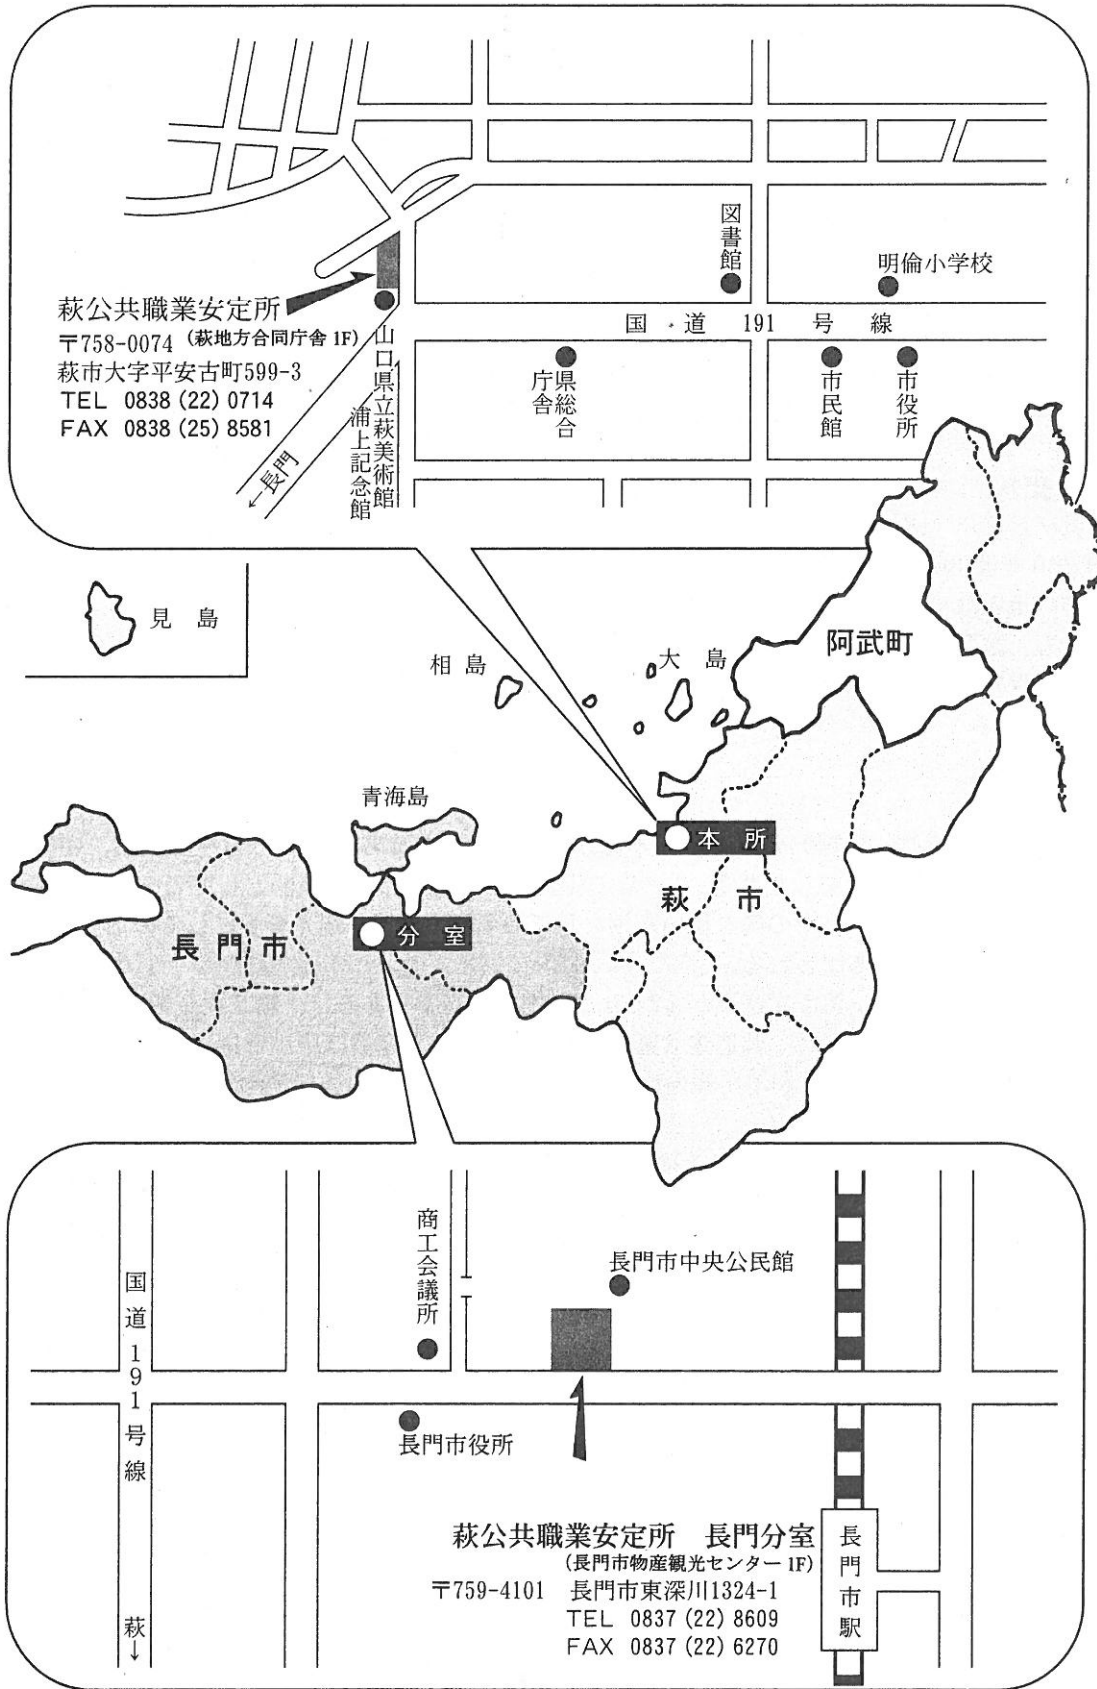 図書館
明倫小学校
萩公共職業安定所
〒758-0074 (萩地方合同庁舎 1F)
萩市大字平安古町599-3
TEL 0838 (22) 0714
FAX 0838 (25) 8581
国道 191 号線
山口県立萩美術館
浦上記念館
県総合
庁舎
市民館
市役所
←長門
見島
相島
大島
阿武町
青海島
本所
萩市
長門市
分室
商工会議所
長門市中央公民館
国道191号線
長門市役所
萩公共職業安定所 長門分室
(長門市物産観光センター 1F)
〒759-4101 長門市東深川1324-1
TEL 0837 (22) 8609
FAX 0837 (22) 6270
長門市駅
萩↓